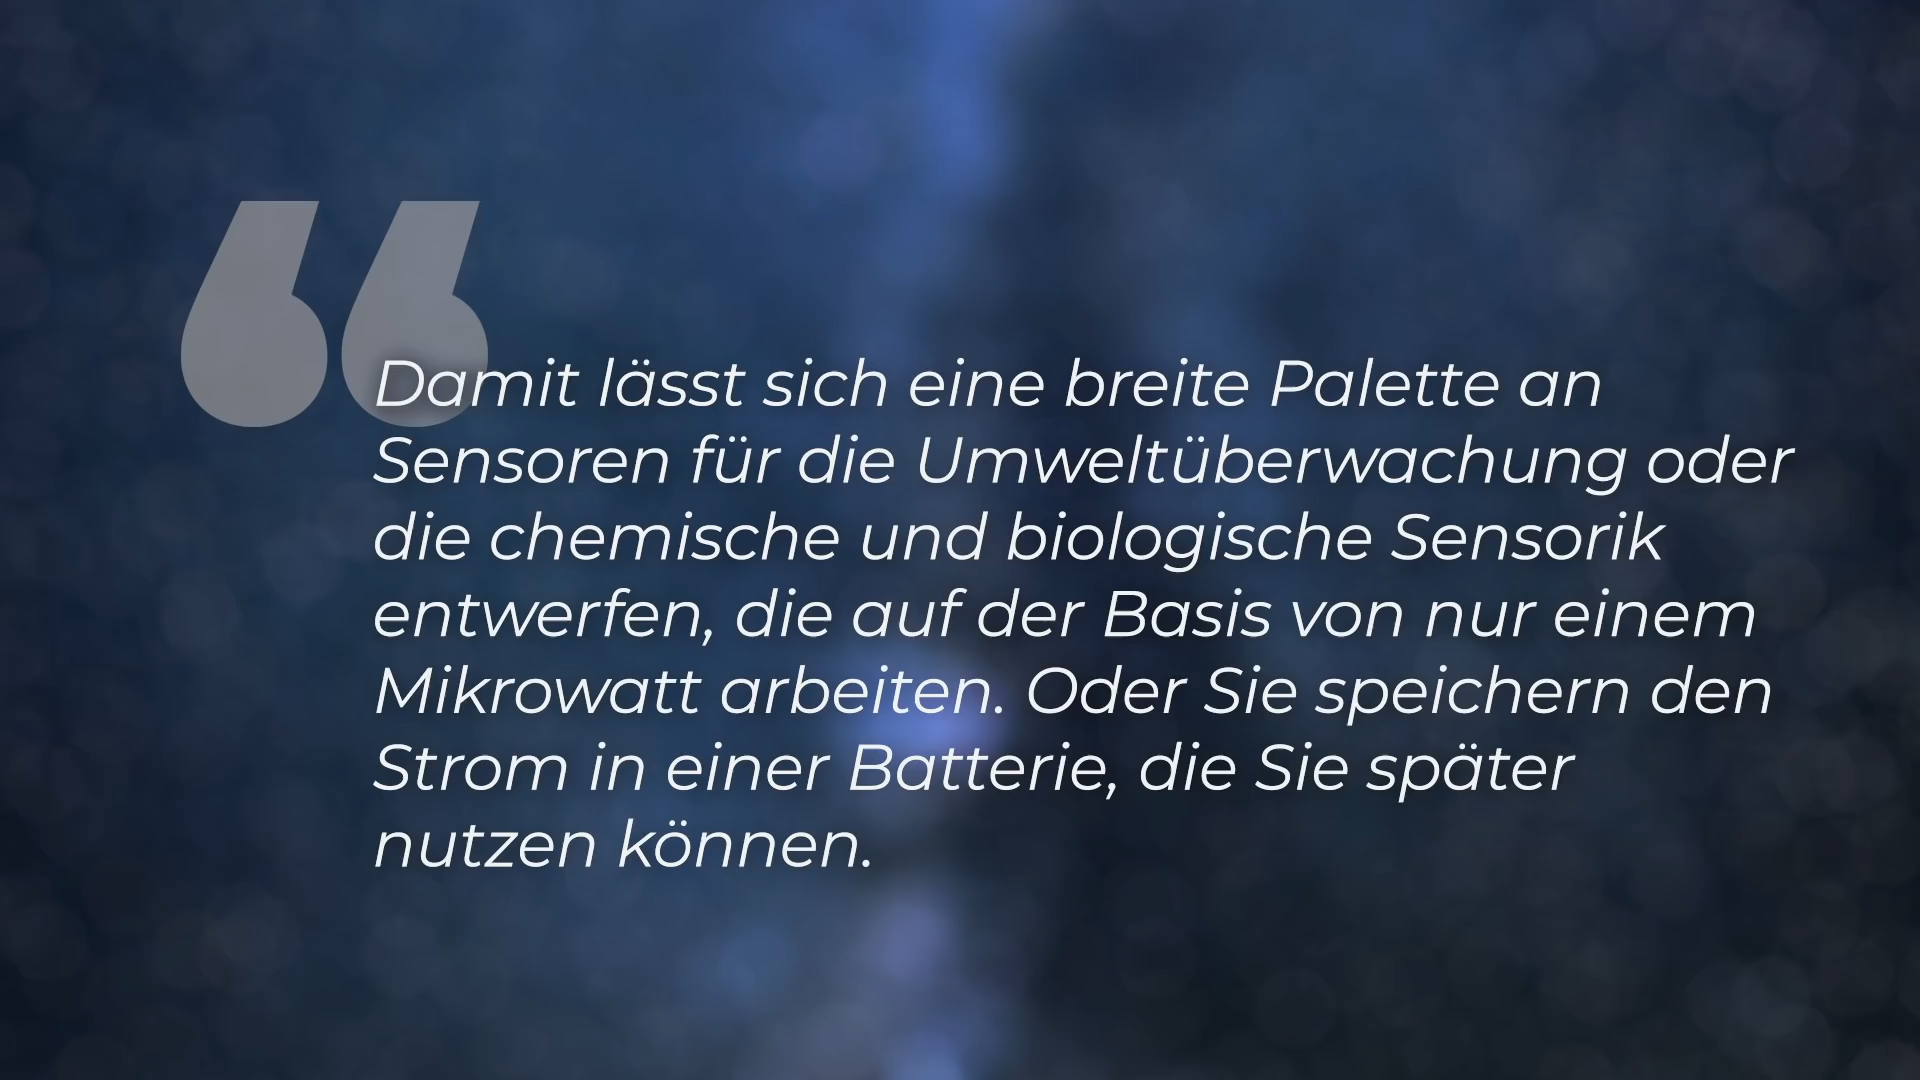 “
Damit lässt sich eine breite Palette an
Sensoren für die Umweltüberwachung oder
die chemische und biologische Sensorik
entwerfen, die auf der Basis von nur einem
Mikrowatt arbeiten. Oder Sie speichern den
Strom in einer Batterie, die Sie später
nutzen können.